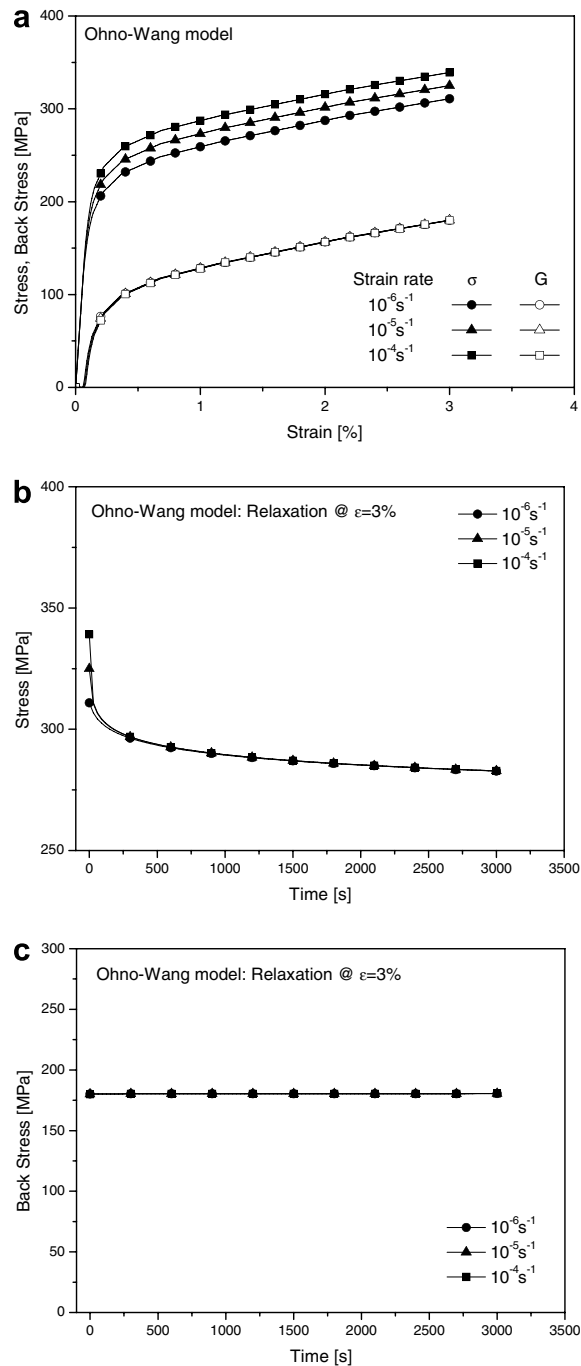 a
Ohno-Wang model
400
300
200
100
0
Stress, Back Stress [MPa]
Strain rate σ G
10⁻⁶s⁻¹
10⁻⁵s⁻¹
10⁻⁴s⁻¹
0 1 2 3 4
Strain [%]
b
Ohno-Wang model: Relaxation @ ε=3%
10⁻⁶s⁻¹
10⁻⁵s⁻¹
10⁻⁴s⁻¹
400
350
300
250
Stress [MPa]
0 500 1000 1500 2000 2500 3000 3500
Time [s]
c
Ohno-Wang model: Relaxation @ ε=3%
300
250
200
150
100
50
0
Back Stress [MPa]
10⁻⁶s⁻¹
10⁻⁵s⁻¹
10⁻⁴s⁻¹
0 500 1000 1500 2000 2500 3000 3500
Time [s]